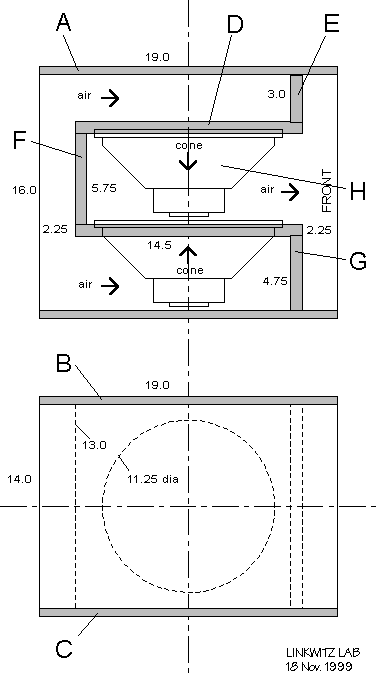 A
D
E
19.0
air
3.0
F
cone
H
16.0
5.75
air
FRONT
2.25
14.5
2.25
G
cone
air
4.75
B
19.0
13.0
14.0
11.25 dia
C
LINKWITZ LAB
18 Nov. 1999